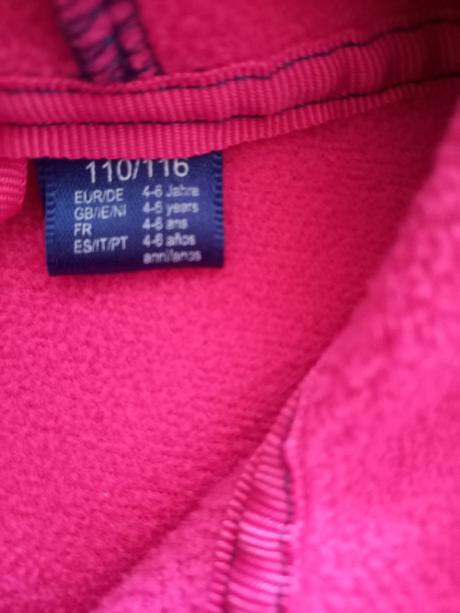 110/116
EUR/DE 4-6 Jahre
GB/IE/NI 4-6 years
FR 4-6 ans
ES/IT/PT 4-6 años
anni/anos